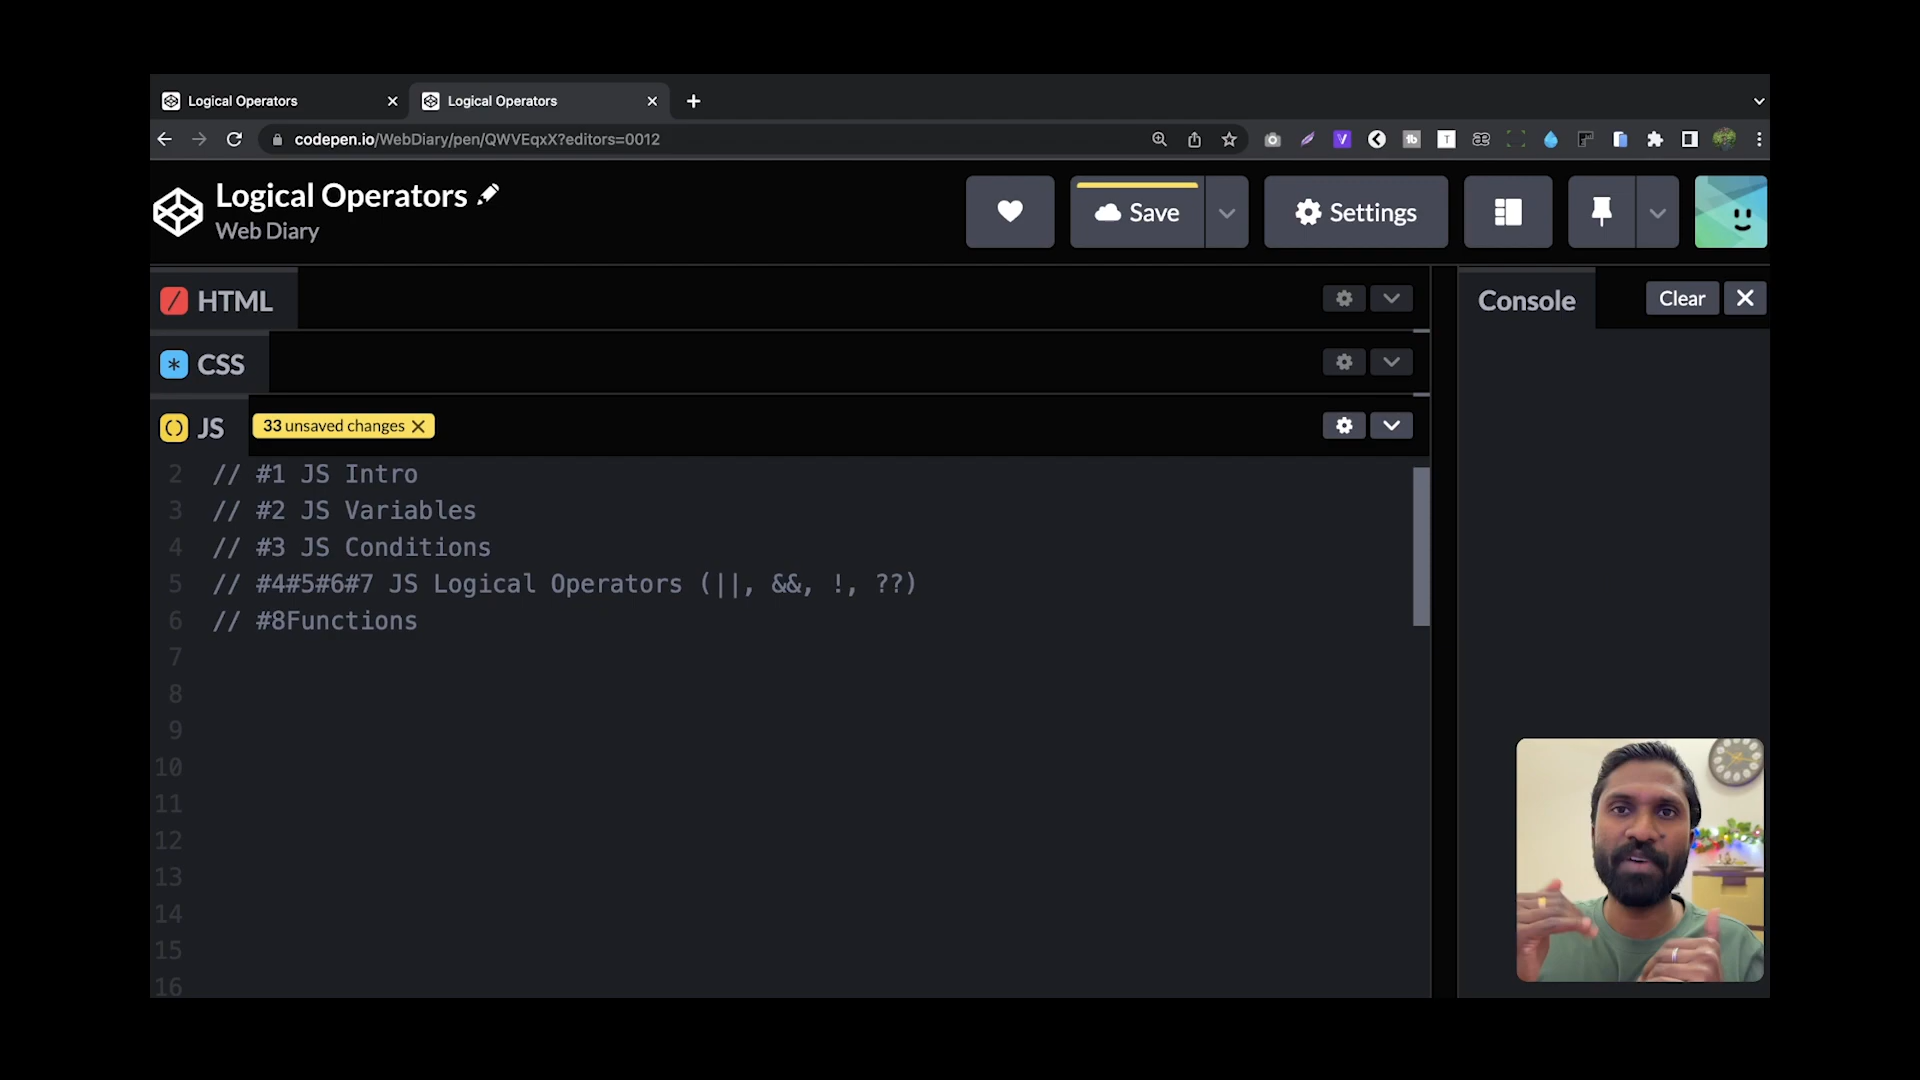 Logical Operators
Logical Operators
codepen.io/WebDiary/pen/QWVEqxX?editors=0012
Logical Operators
Web Diary
Save
Settings
HTML
Console
Clear
CSS
JS
33 unsaved changes
2 // #1 JS Intro
3 // #2 JS Variables
4 // #3 JS Conditions
5 // #4#5#6#7 JS Logical Operators (||, &&, !, ??)
6 // #8Functions
7
8
9
10
11
12
13
14
15
16